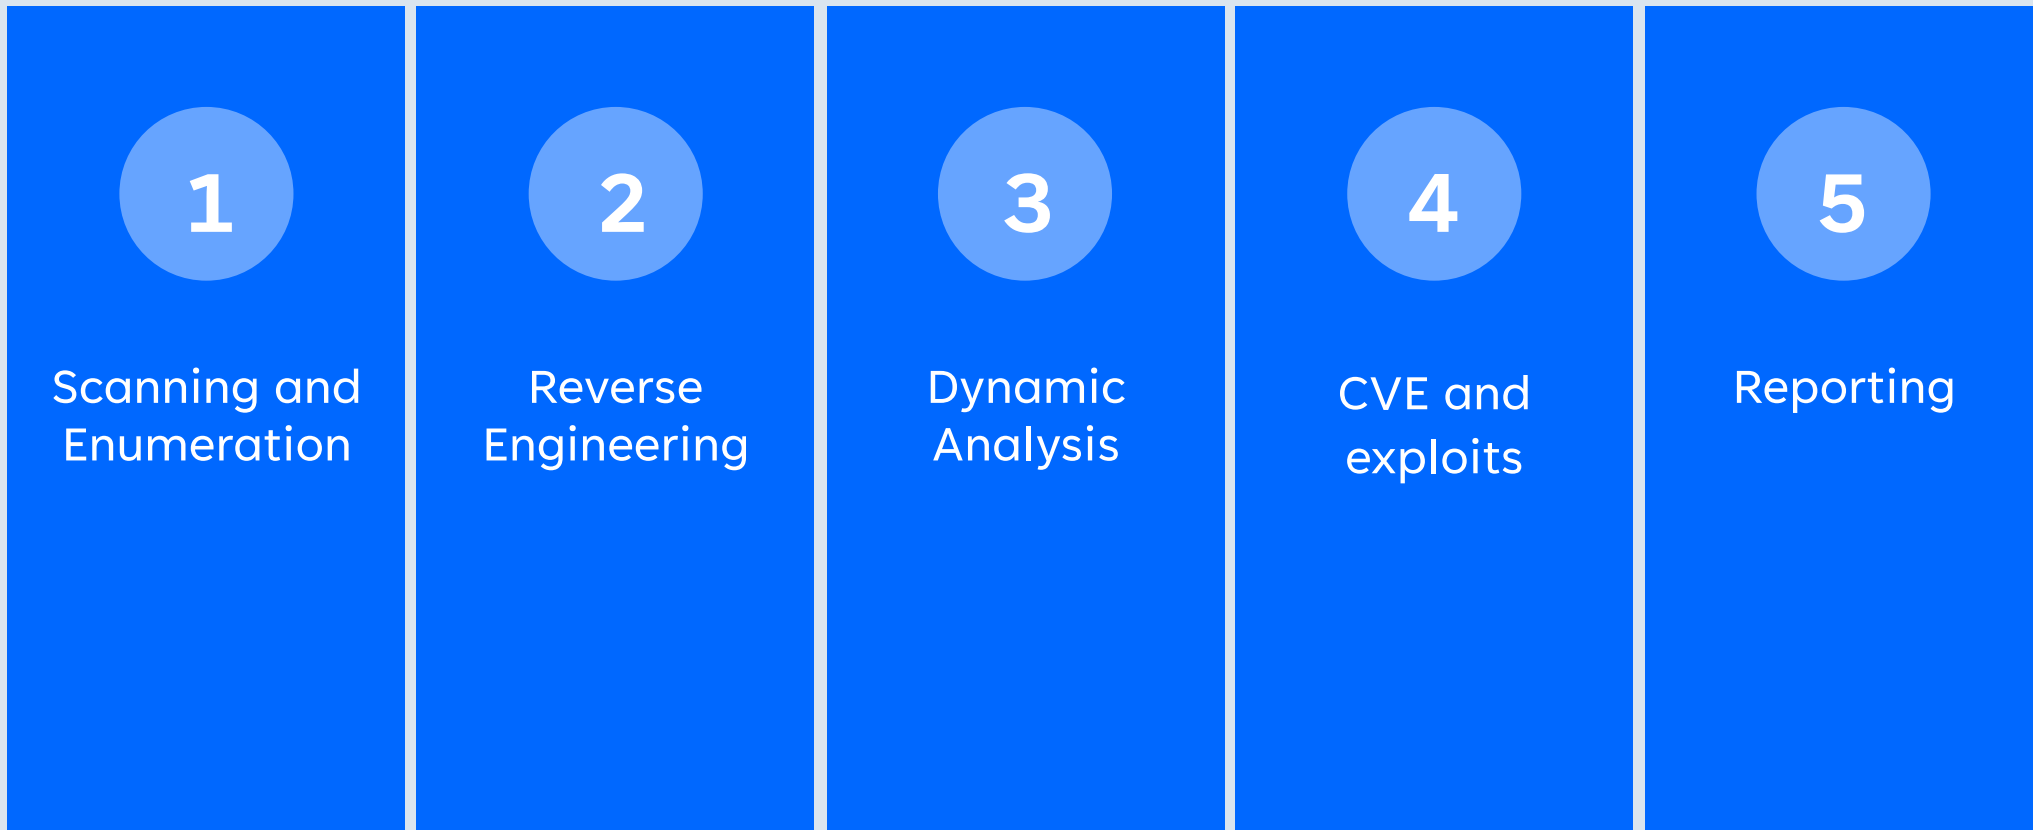 1
Scanning and
Enumeration
2
Reverse
Engineering
3
Dynamic
Analysis
4
CVE and
exploits
5
Reporting